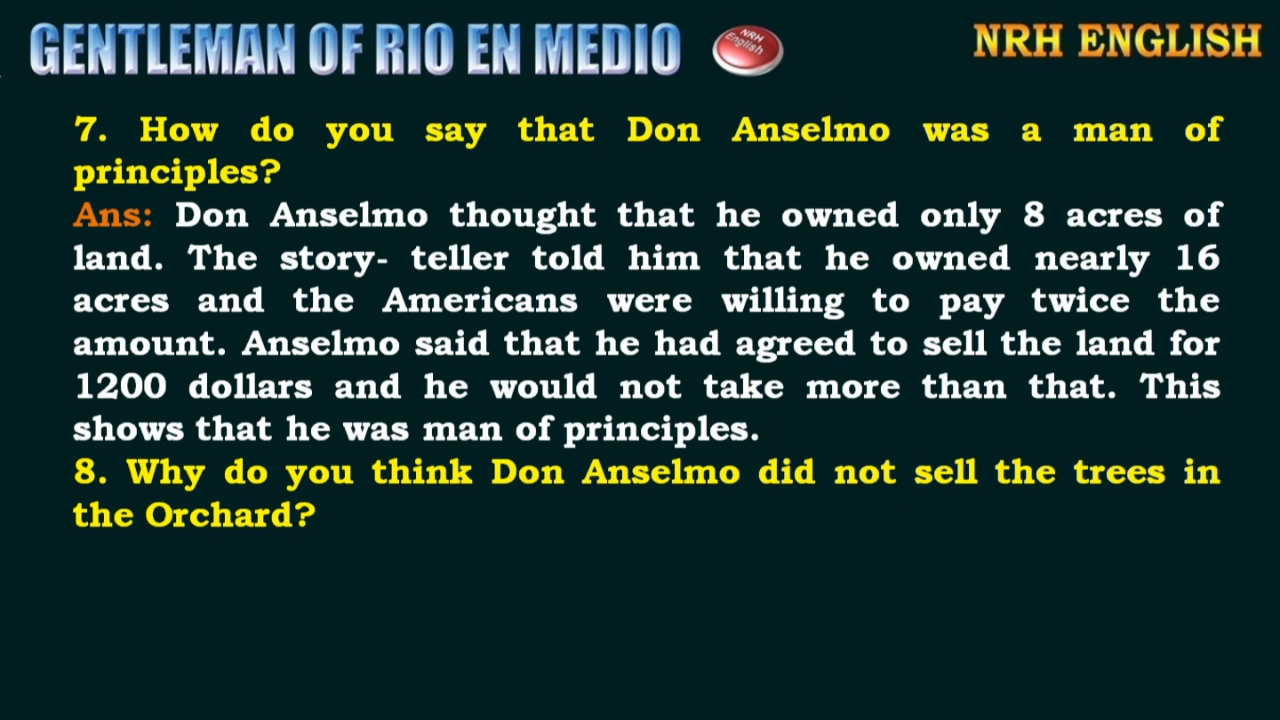 GENTLEMAN OF RIO EN MEDIO
NRH English
NRH ENGLISH
7. How do you say that Don Anselmo was a man of
principles?
Ans: Don Anselmo thought that he owned only 8 acres of
land. The story- teller told him that he owned nearly 16
acres and the Americans were willing to pay twice the
amount. Anselmo said that he had agreed to sell the land for
1200 dollars and he would not take more than that. This
shows that he was man of principles.
8. Why do you think Don Anselmo did not sell the trees in
the Orchard?